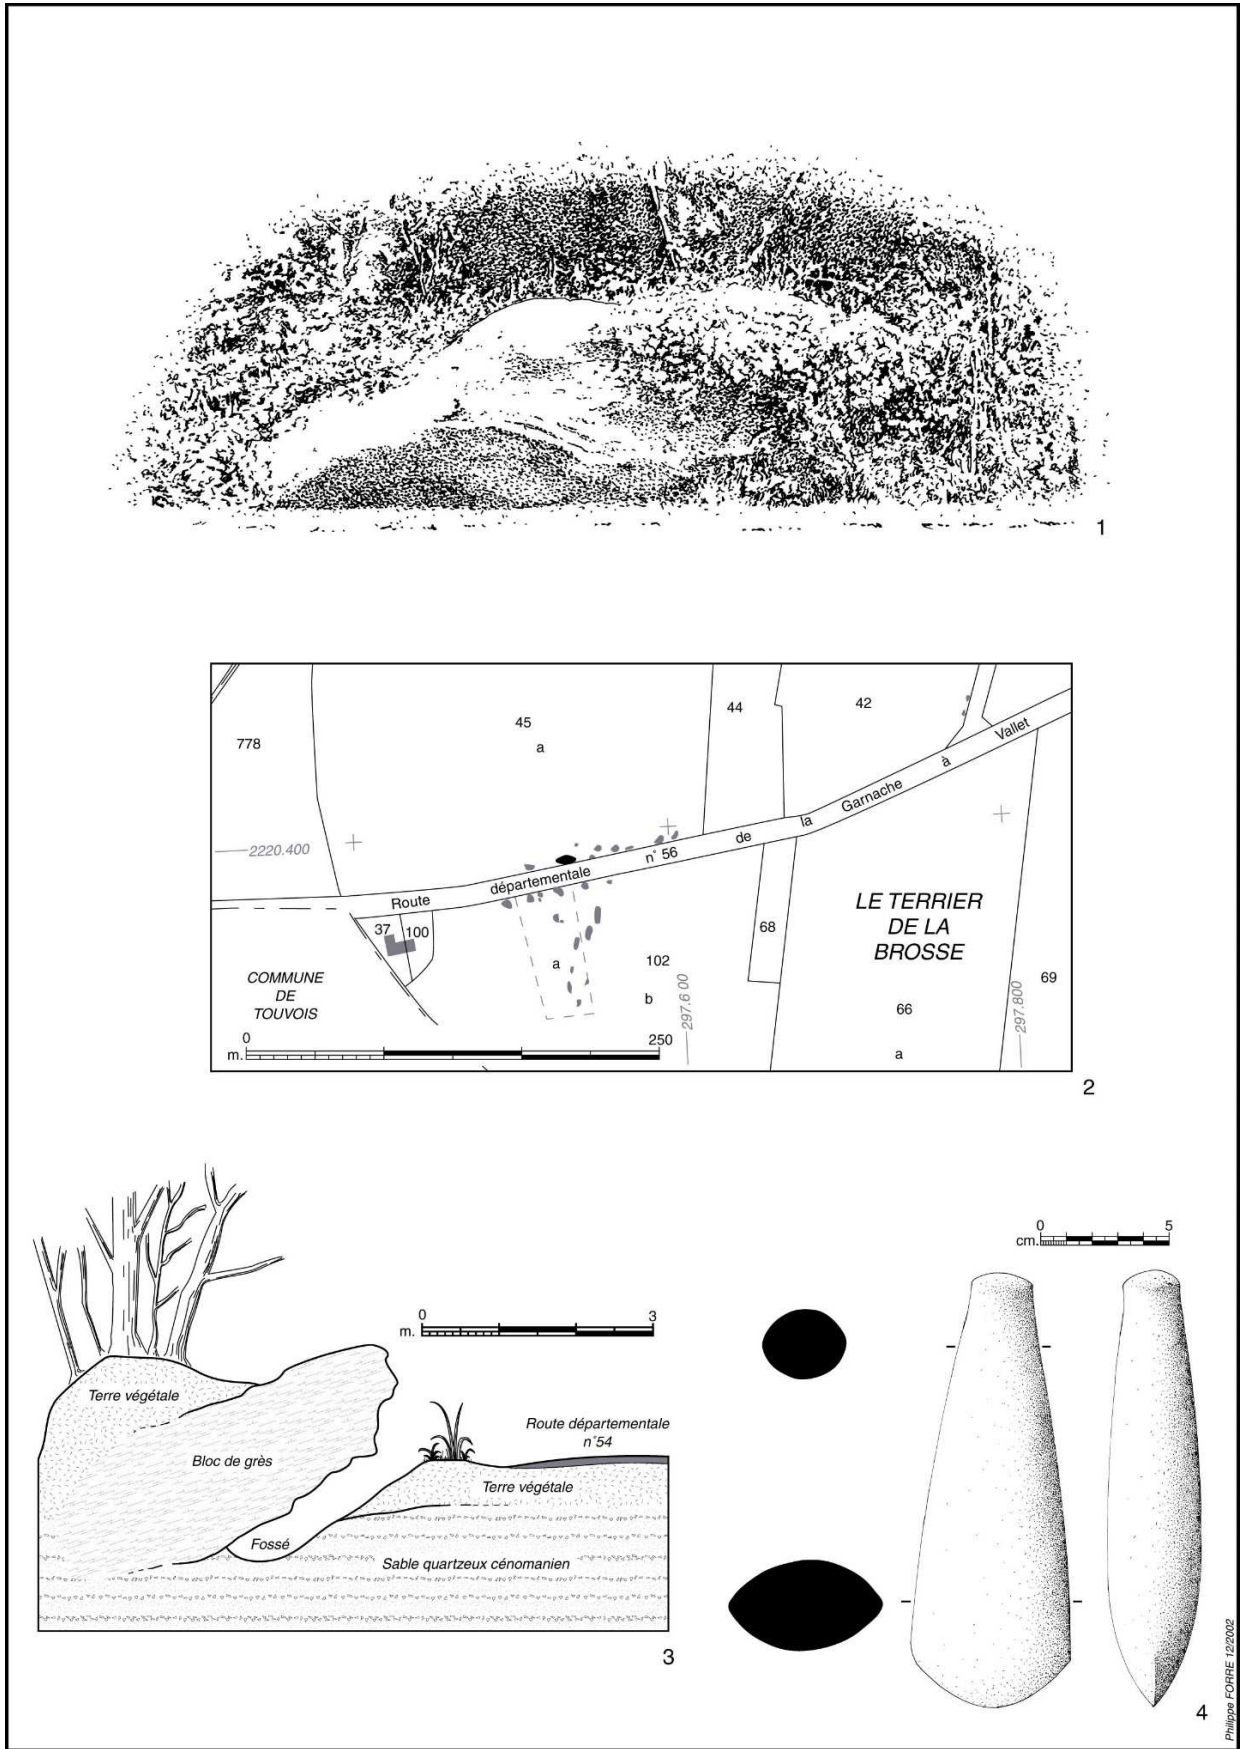 1
45
a
44
42
778
Vallet
à
Garnache
la
de
n° 56
départementale
Route
2220.400
37
100
68
LE TERRIER
DE LA
BROSSE
102
a
b
69
66
a
297.600
297.800
COMMUNE
DE
TOUVOIS
0
250
m.
2
0
3
m.
Terre végétale
Bloc de grès
Route départementale
n°54
Terre végétale
Fossé
Sable quartzeux cénomanien
3
0
5
cm.
4
Philippe FORRE 12/2002